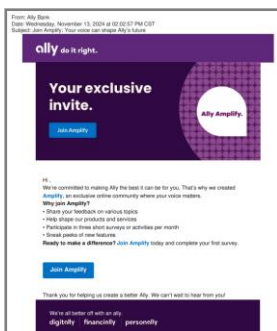 From: Ally Bank
Date: Wednesday, November 13, 2024 at 02:02:57 PM CST
Subject: Join Amplify: Your voice can shape Ally's future
ally do it right.
Your exclusive
invite.
Join Amplify
Ally Amplify.
Hi ,
We're committed to making Ally the best it can be for you. That's why we created
Amplify, an exclusive online community where your voice matters.
Why join Amplify?
• Share your feedback on various topics
• Help shape our products and services
• Participate in three short surveys or activities per month
• Sneak peeks of new features
Ready to make a difference? Join Amplify today and complete your first survey.
Join Amplify
Thank you for helping us create a better Ally. We can't wait to hear from you!
We're all better off with an ally.
digitally financially personally